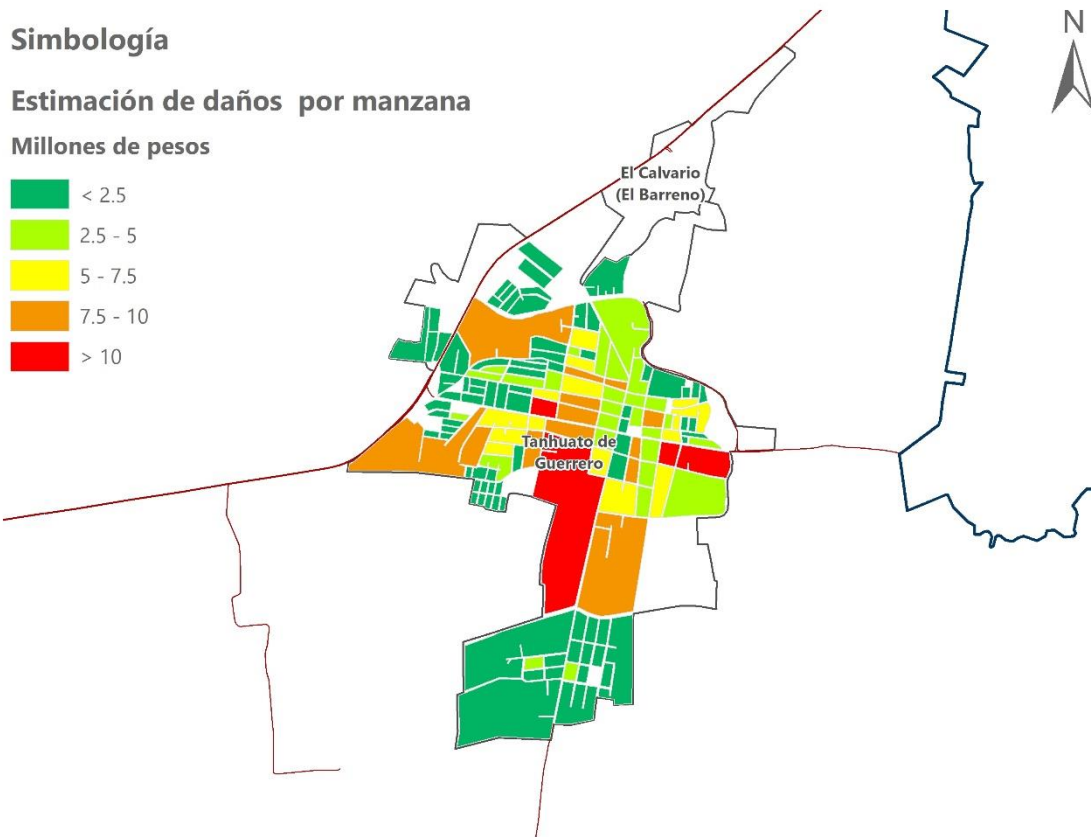 Simbología
Estimación de daños por manzana
Millones de pesos
< 2.5
2.5 - 5
5 - 7.5
7.5 - 10
> 10
N
El Calvario
(El Barreno)
Tanhuato de
Guerrero